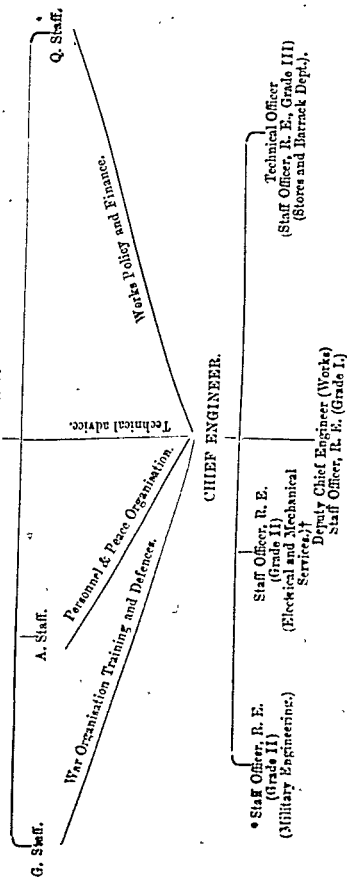 G. Staff.
A. Staff.
Q. Staff.*
War Organisation Training and Defences.
Personnel & Peace Organisation.
Technical advice.
Works Policy and Finance.
CHIEF ENGINEER.
* Staff Officer, R. E.
(Grade II)
(Military Engineering.)
Staff Officer, R. E.
(Grade II)
(Electrical and Mechanical
Services.)†
Deputy Chief Engineer (Works)
Staff Officer, R. E. (Grade I.)
Technical Officer
(Staff Officer, R. E., Grade III)
(Stores and Barrack Dept.).